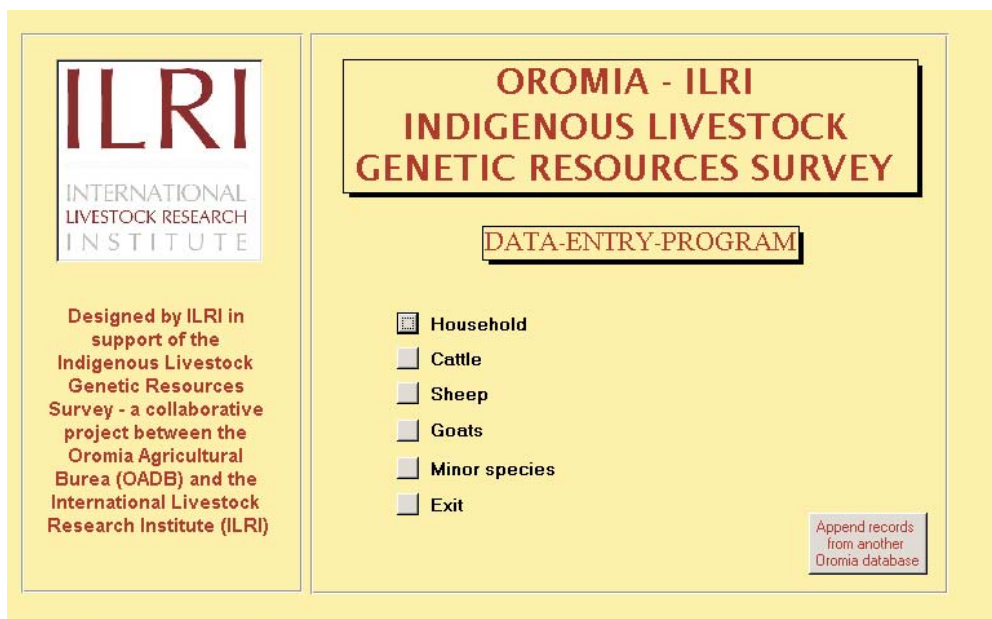 ILRI
INTERNATIONAL
LIVESTOCK RESEARCH
INSTITUTE
Designed by ILRI in
support of the
Indigenous Livestock
Genetic Resources
Survey - a collaborative
project between the
Oromia Agricultural
Burea (OADB) and the
International Livestock
Research Institute (ILRI)
OROMIA - ILRI
INDIGENOUS LIVESTOCK
GENETIC RESOURCES SURVEY
DATA-ENTRY-PROGRAM
Household
Cattle
Sheep
Goats
Minor species
Exit
Append records
from another
Oromia database